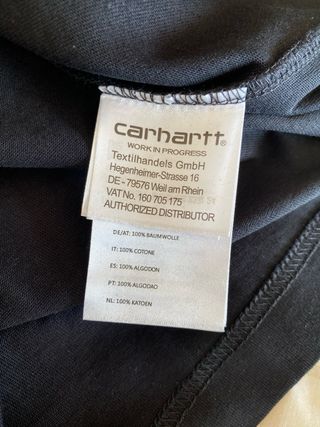 carhartt®
WORK IN PROGRESS
Textilhandels GmbH
Hegenheimer-Strasse 16
DE - 79576 Weil am Rhein
VAT No. 160 705 175
AUTHORIZED DISTRIBUTOR
DE/AT: 100% BAUMWOLLE
IT: 100% COTONE
ES: 100% ALGODON
PT: 100% ALGODAO
NL: 100% KATOEN